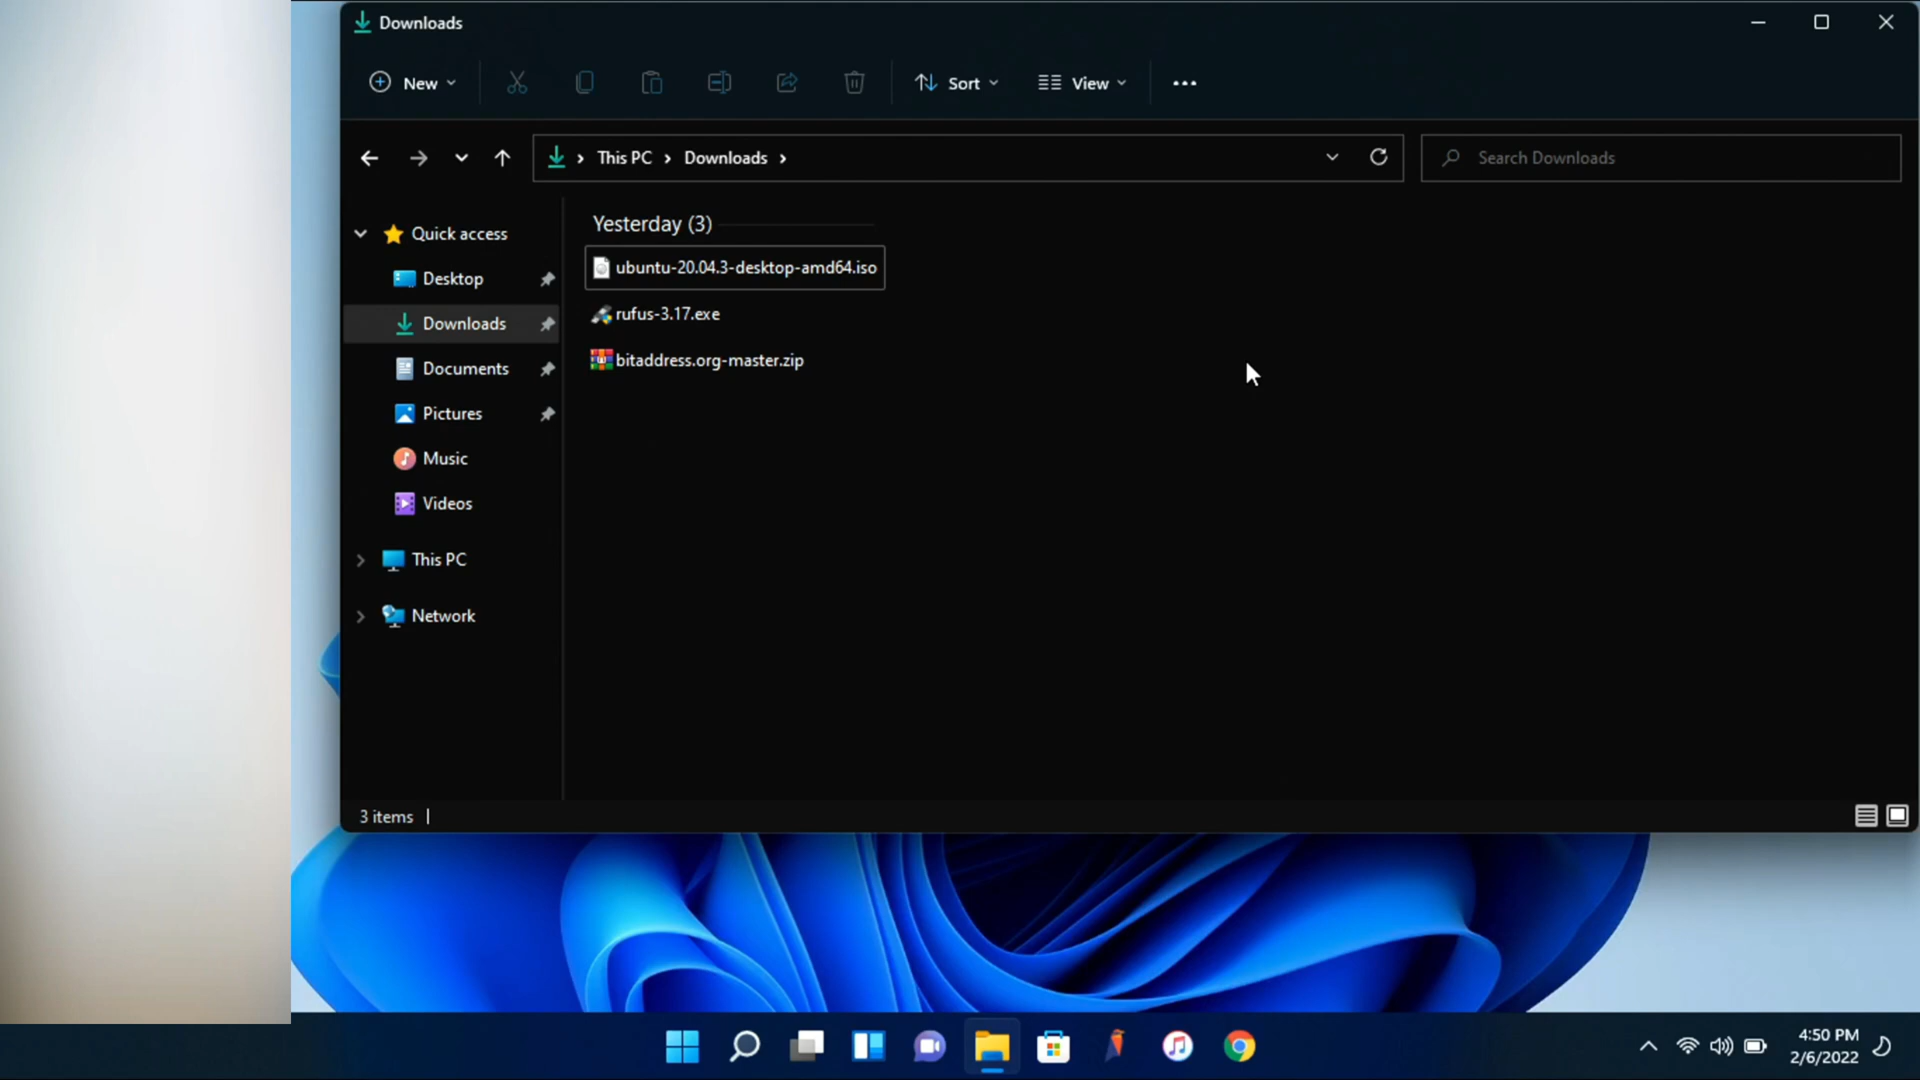 Downloads
New
Sort
View
This PC
Downloads
Search Downloads
Quick access
Desktop
Downloads
Documents
Pictures
Music
Videos
This PC
Network
Yesterday (3)
ubuntu-20.04.3-desktop-amd64.iso
rufus-3.17.exe
bitaddress.org-master.zip
3 items
4:50 PM
2/6/2022